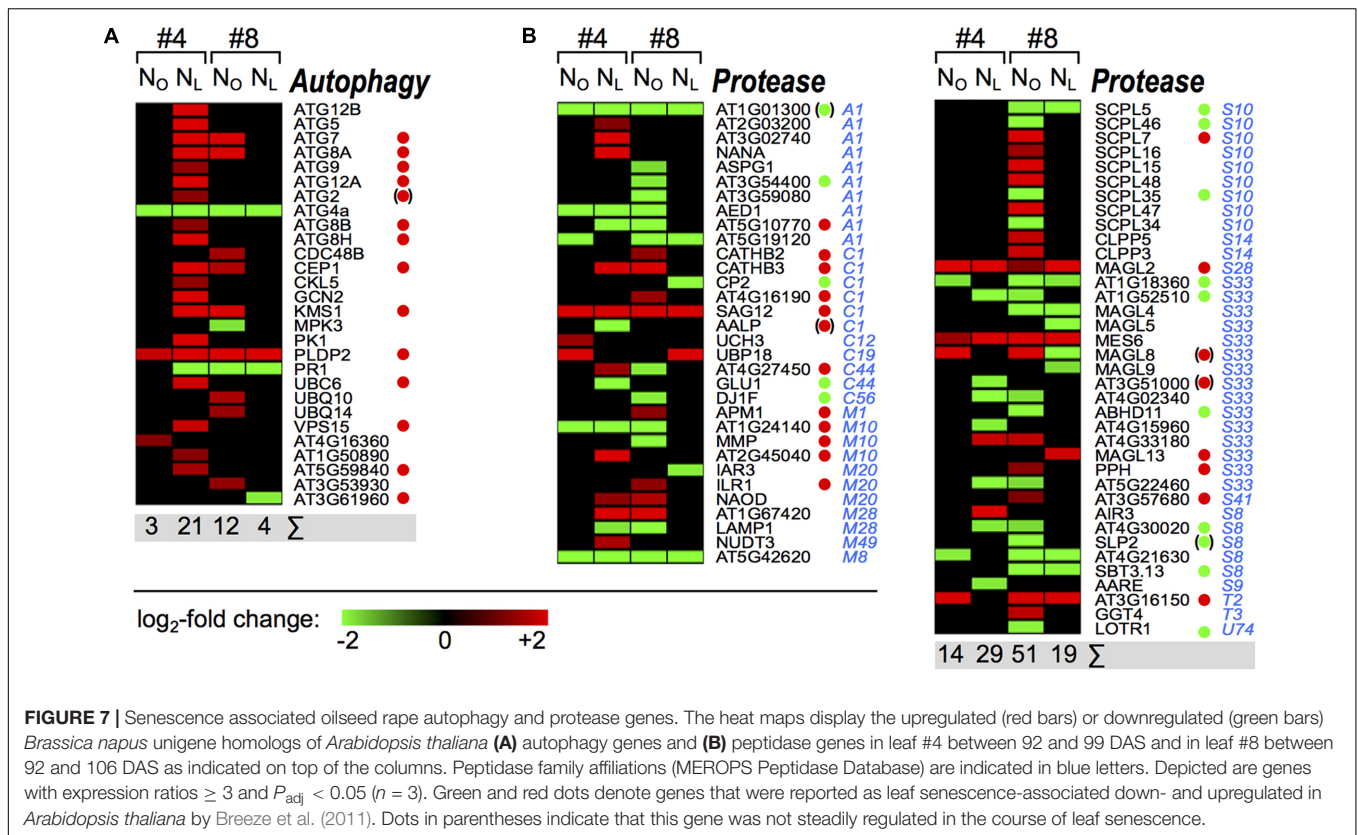 A
#4 #8
NO NL NO NL Autophagy
ATG12B
ATG5
ATG7
ATG8A
ATG9
ATG12A
ATG2 ( )
ATG4a
ATG8B
ATG8H
CDC48B
CEP1
CKL5
GCN2
KMS1
MPK3
PK1
PLDP2
PR1
UBC6
UBQ10
UBQ14
VPS15
AT4G16360
AT1G50890
AT5G59840
AT3G53930
AT3G61960
3 21 12 4 Σ
B
#4 #8
NO NL NO NL Protease
AT1G01300 ( ) A1
AT2G03200 A1
AT3G02740 A1
NANA A1
ASPG1 A1
AT3G54400 A1
AT3G59080 A1
AED1 A1
AT5G10770 A1
AT5G19120 A1
CATHB2 C1
CATHB3 C1
CP2 C1
AT4G16190 C1
SAG12 C1
AALP ( ) C1
UCH3 C12
UBP18 C19
AT4G27450 C44
GLU1 C44
DJ1F C56
APM1 M1
AT1G24140 M10
MMP M10
AT2G45040 M10
IAR3 M20
ILR1 M20
NAOD M20
AT1G67420 M28
LAMP1 M28
NUDT3 M49
AT5G42620 M8
#4 #8
NO NL NO NL Protease
SCPL5 S10
SCPL46 S10
SCPL7 S10
SCPL16 S10
SCPL15 S10
SCPL48 S10
SCPL35 S10
SCPL47 S10
SCPL34 S10
CLPP5 S14
CLPP3 S14
MAGL2 S28
AT1G18360 S33
AT1G52510 S33
MAGL4 S33
MAGL5 S33
MES6 S33
MAGL8 ( ) S33
MAGL9 S33
AT3G51000 ( ) S33
AT4G02340 S33
ABHD11 S33
AT4G15960 S33
AT4G33180 S33
MAGL13 S33
PPH S33
AT5G22460 S33
AT3G57680 S41
AIR3 S8
AT4G30020 S8
SLP2 ( ) S8
AT4G21630 S8
SBT3.13 S8
AARE S9
AT3G16150 T2
GGT4 T3
LOTR1 U74
14 29 51 19 Σ
log2-fold change:
-2 0 +2
FIGURE 7 | Senescence associated oilseed rape autophagy and protease genes. The heat maps display the upregulated (red bars) or downregulated (green bars)
Brassica napus unigene homologs of Arabidopsis thaliana (A) autophagy genes and (B) peptidase genes in leaf #4 between 92 and 99 DAS and in leaf #8 between
92 and 106 DAS as indicated on top of the columns. Peptidase family affiliations (MEROPS Peptidase Database) are indicated in blue letters. Depicted are genes
with expression ratios ≥ 3 and Padj < 0.05 (n = 3). Green and red dots denote genes that were reported as leaf senescence-associated down- and upregulated in
Arabidopsis thaliana by Breeze et al. (2011). Dots in parentheses indicate that this gene was not steadily regulated in the course of leaf senescence.